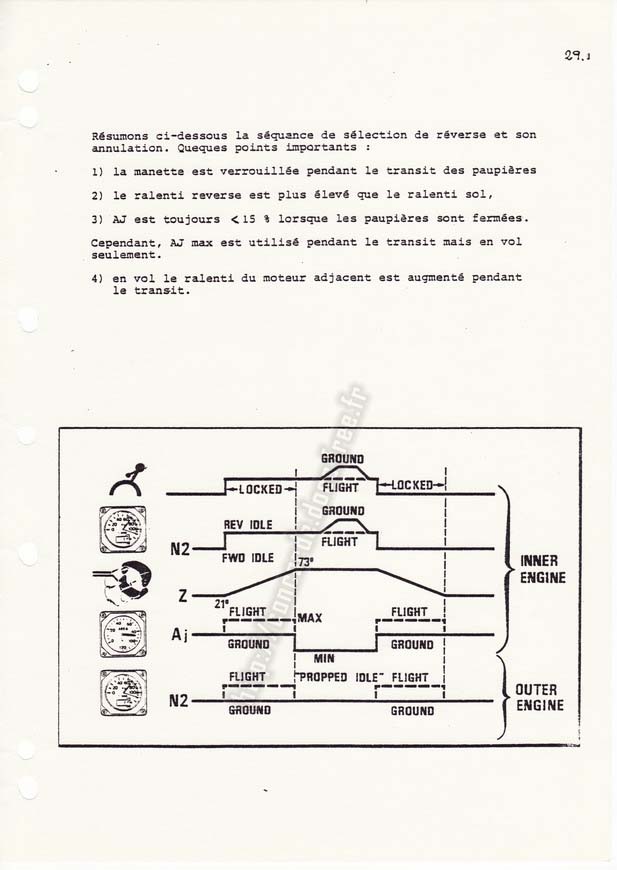 29.1
Résumons ci-dessous la séquance de sélection de réverse et son
annulation. Queques points importants :
1) la manette est verrouillée pendant le transit des paupières
2) le ralenti reverse est plus élevé que le ralenti sol,
3) AJ est toujours < 15 % lorsque les paupières sont fermées.
Cependant, AJ max est utilisé pendant le transit mais en vol
seulement.
4) en vol le ralenti du moteur adjacent est augmenté pendant
le transit.
GROUND
LOCKED
FLIGHT
LOCKED
GROUND
REV IDLE
N2
FLIGHT
FWD IDLE
73°
INNER
ENGINE
Z
21°
FLIGHT
FLIGHT
MAX
Aj
GROUND
GROUND
MIN
FLIGHT
"PROPPED IDLE"
FLIGHT
N2
GROUND
GROUND
OUTER
ENGINE